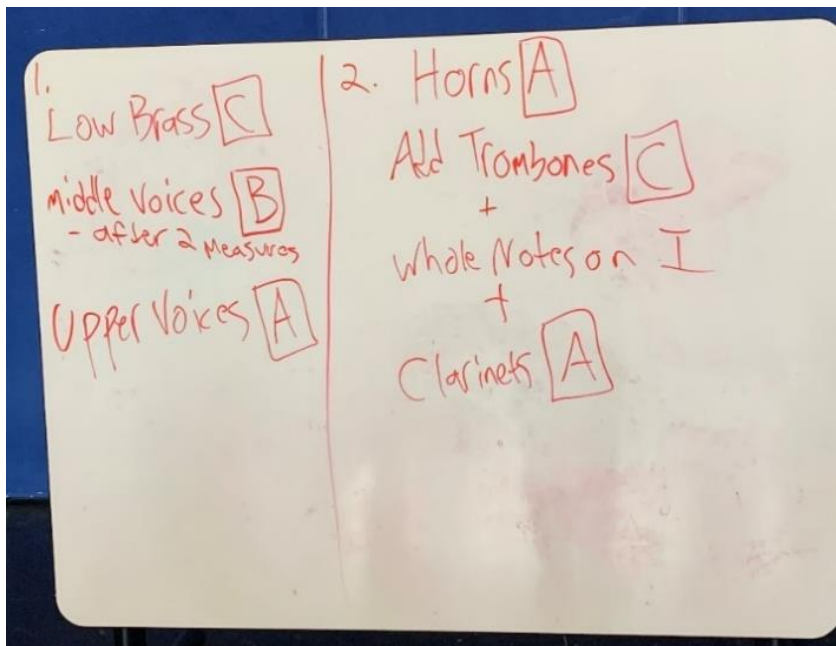 1.
Low Brass C
Middle Voices B
- after 2 Measures
Upper Voices A
2. Horns A
Add Trombones C
+
Whole Notes on I
+
Clarinets A